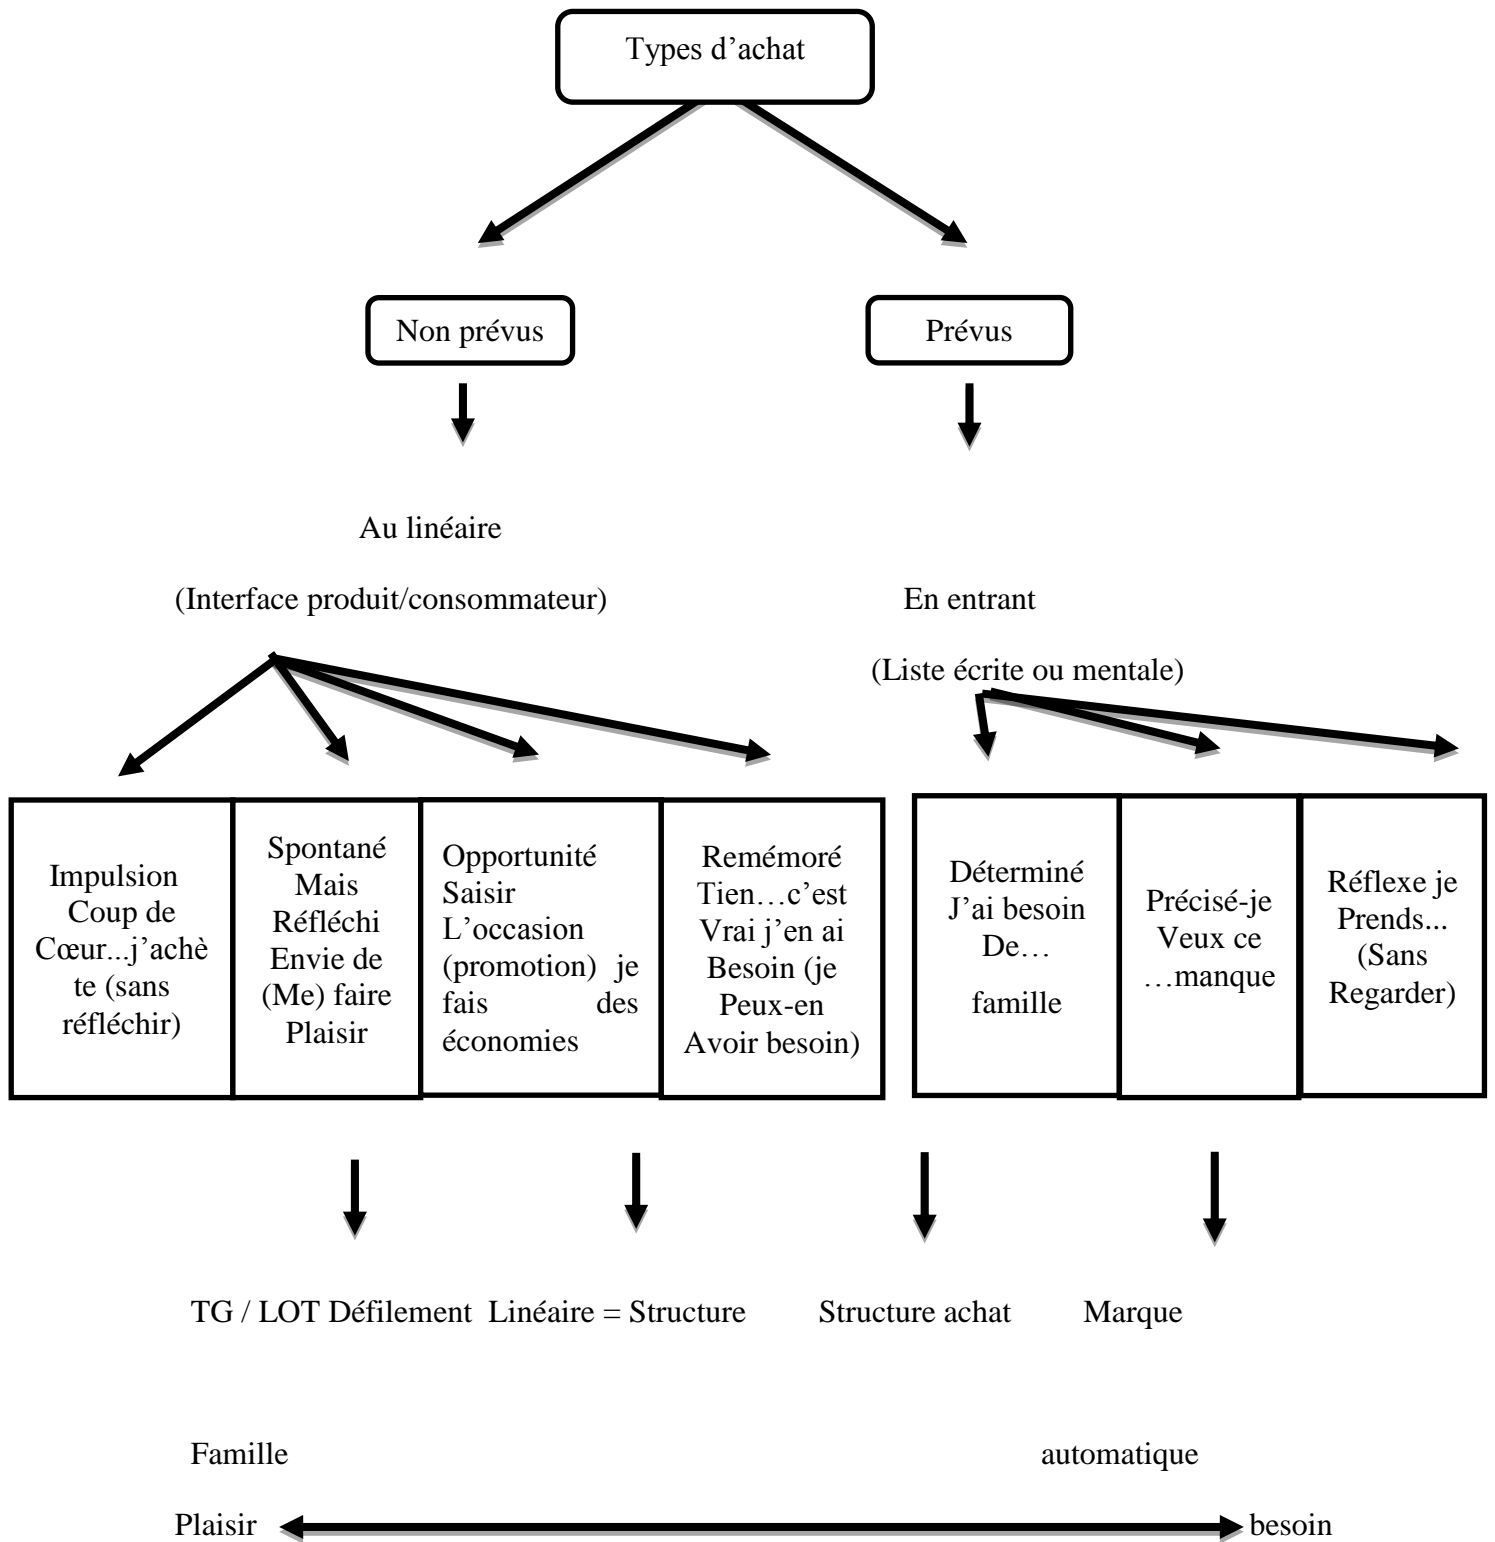 Types d’achat
Non prévus
Prévus
Au linéaire
(Interface produit/consommateur)
En entrant
(Liste écrite ou mentale)
Impulsion
Coup de
Cœur...j’achè
te (sans
réfléchir)
Spontané
Mais
Réfléchi
Envie de
(Me) faire
Plaisir
Opportunité
Saisir
L’occasion
(promotion) je
fais des
économies
Remémoré
Tien…c’est
Vrai j’en ai
Besoin (je
Peux-en
Avoir besoin)
Déterminé
J’ai besoin
De…
famille
Précisé-je
Veux ce
…manque
Réflexe je
Prends...
(Sans
Regarder)
TG / LOT Défilement Linéaire = Structure Structure achat Marque
Famille automatique
Plaisir besoin